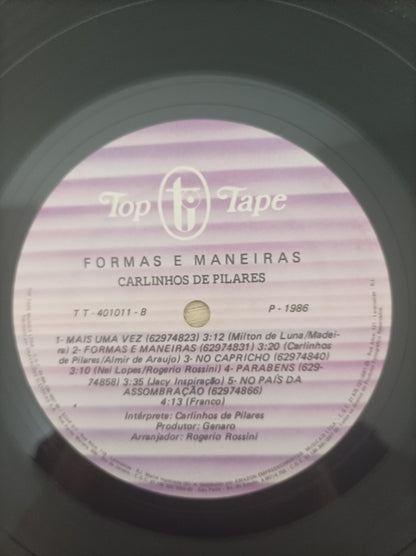 Top Tape
FORMAS E MANEIRAS
CARLINHOS DE PILARES
TT-401011-B P-1986
1- MAIS UMA VEZ (62974823) 3:12 (Milton de Luna/Madei-
ra) 2- FORMAS E MANEIRAS (62974831) 3:20 (Carlinhos
de Pilares/Almir de Araujo) 3- NO CAPRICHO (62974840)
3:10 (Nei Lopes/Rogerio Rossini) 4- PARABENS (629-
74858) 3:35 (Jacy Inspiração) 5- NO PAÍS DA
ASSOMBRAÇÃO (62974866)
4:13 (Franco)
Intérprete: Carlinhos de Pilares
Produtor: Genaro
Arranjador: Rogerio Rossini